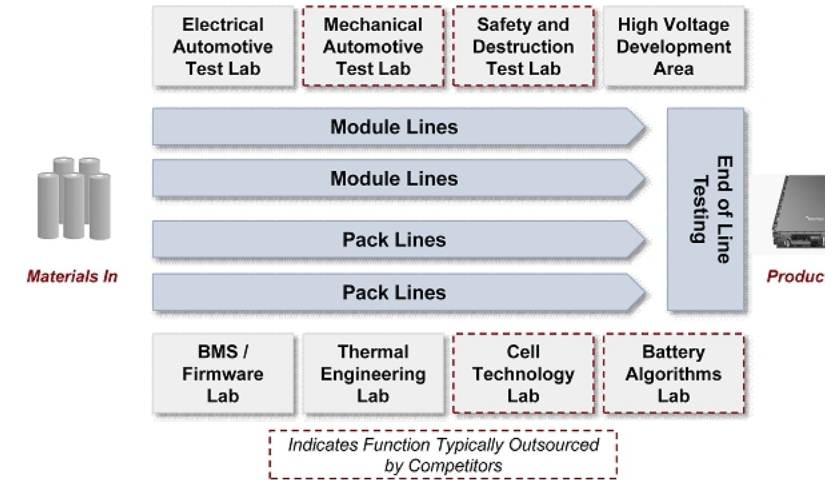 Electrical
Automotive
Test Lab
Mechanical
Automotive
Test Lab
Safety and
Destruction
Test Lab
High Voltage
Development
Area
Module Lines
Module Lines
Pack Lines
Pack Lines
End of Line
Testing
Materials In
Produc
BMS /
Firmware
Lab
Thermal
Engineering
Lab
Cell
Technology
Lab
Battery
Algorithms
Lab
Indicates Function Typically Outsourced
by Competitors